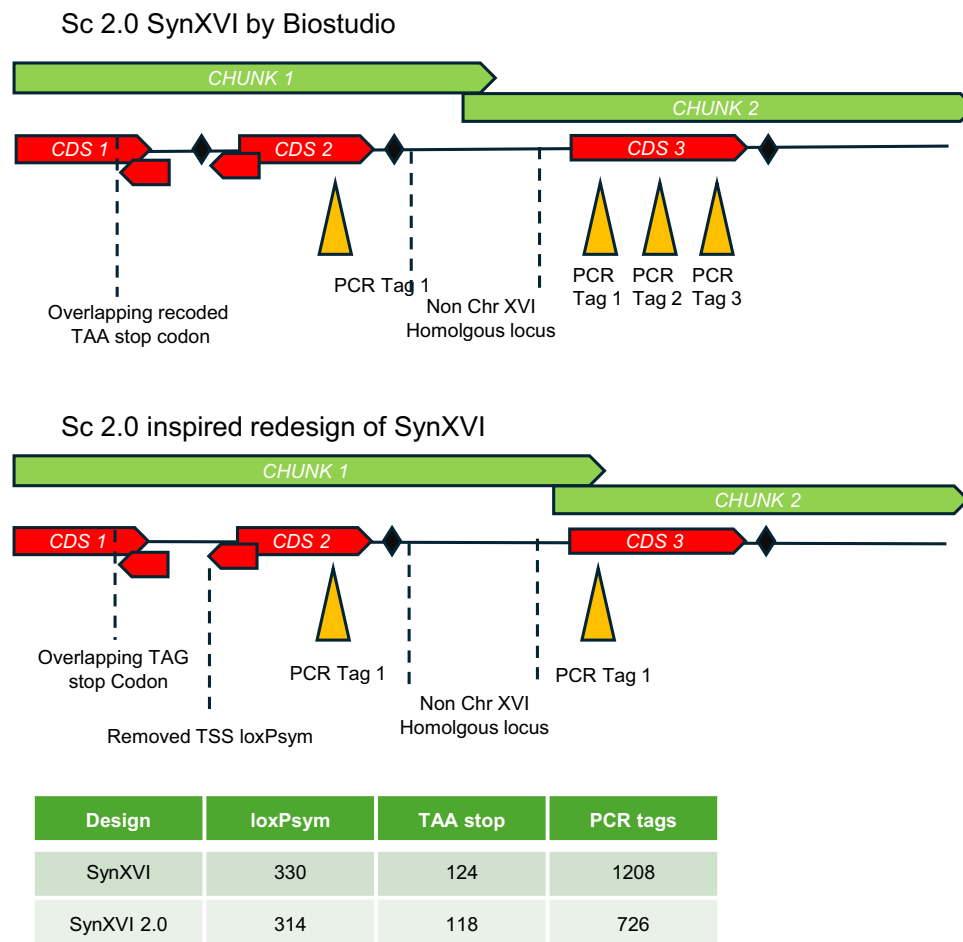 Sc 2.0 SynXVI by Biostudio
CHUNK 1
CHUNK 2
CDS 1
CDS 2
CDS 3
PCR Tag 1
PCR
Tag 1
PCR
Tag 2
PCR
Tag 3
Overlapping recoded
TAA stop codon
Non Chr XVI
Homolgous locus
Sc 2.0 inspired redesign of SynXVI
CHUNK 1
CHUNK 2
CDS 1
CDS 2
CDS 3
Overlapping TAG
stop Codon
PCR Tag 1
PCR Tag 1
Non Chr XVI
Homolgous locus
Removed TSS loxPsym
Design loxPsym TAA stop PCR tags
SynXVI 330 124 1208
SynXVI 2.0 314 118 726